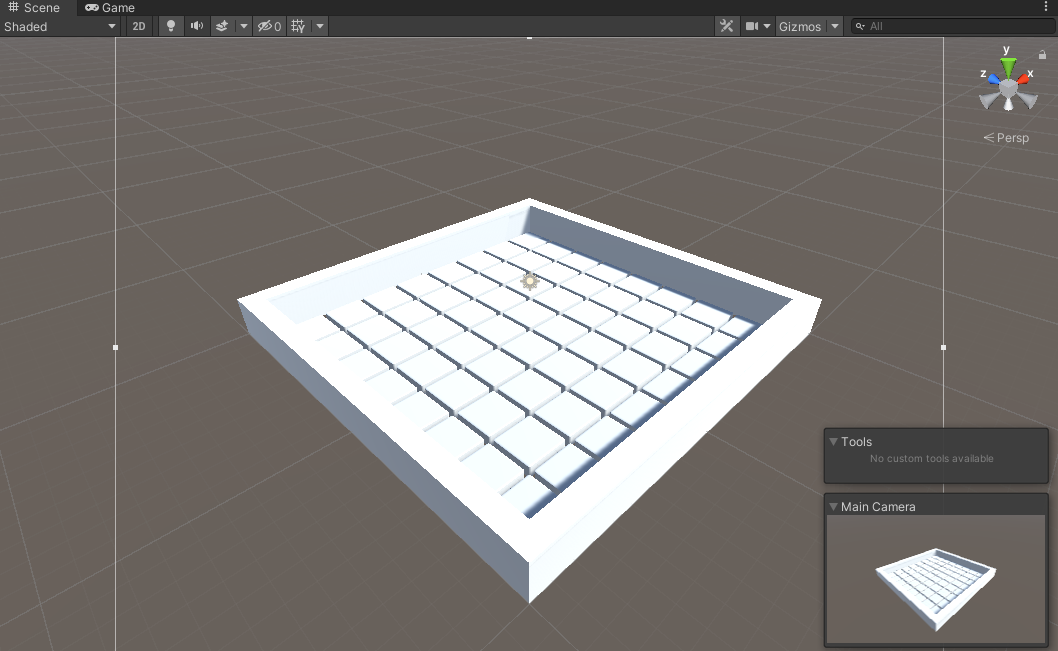 Scene Game
Shaded 2D 0 Gizmos All
y
z x
Persp
Tools
No custom tools available
Main Camera